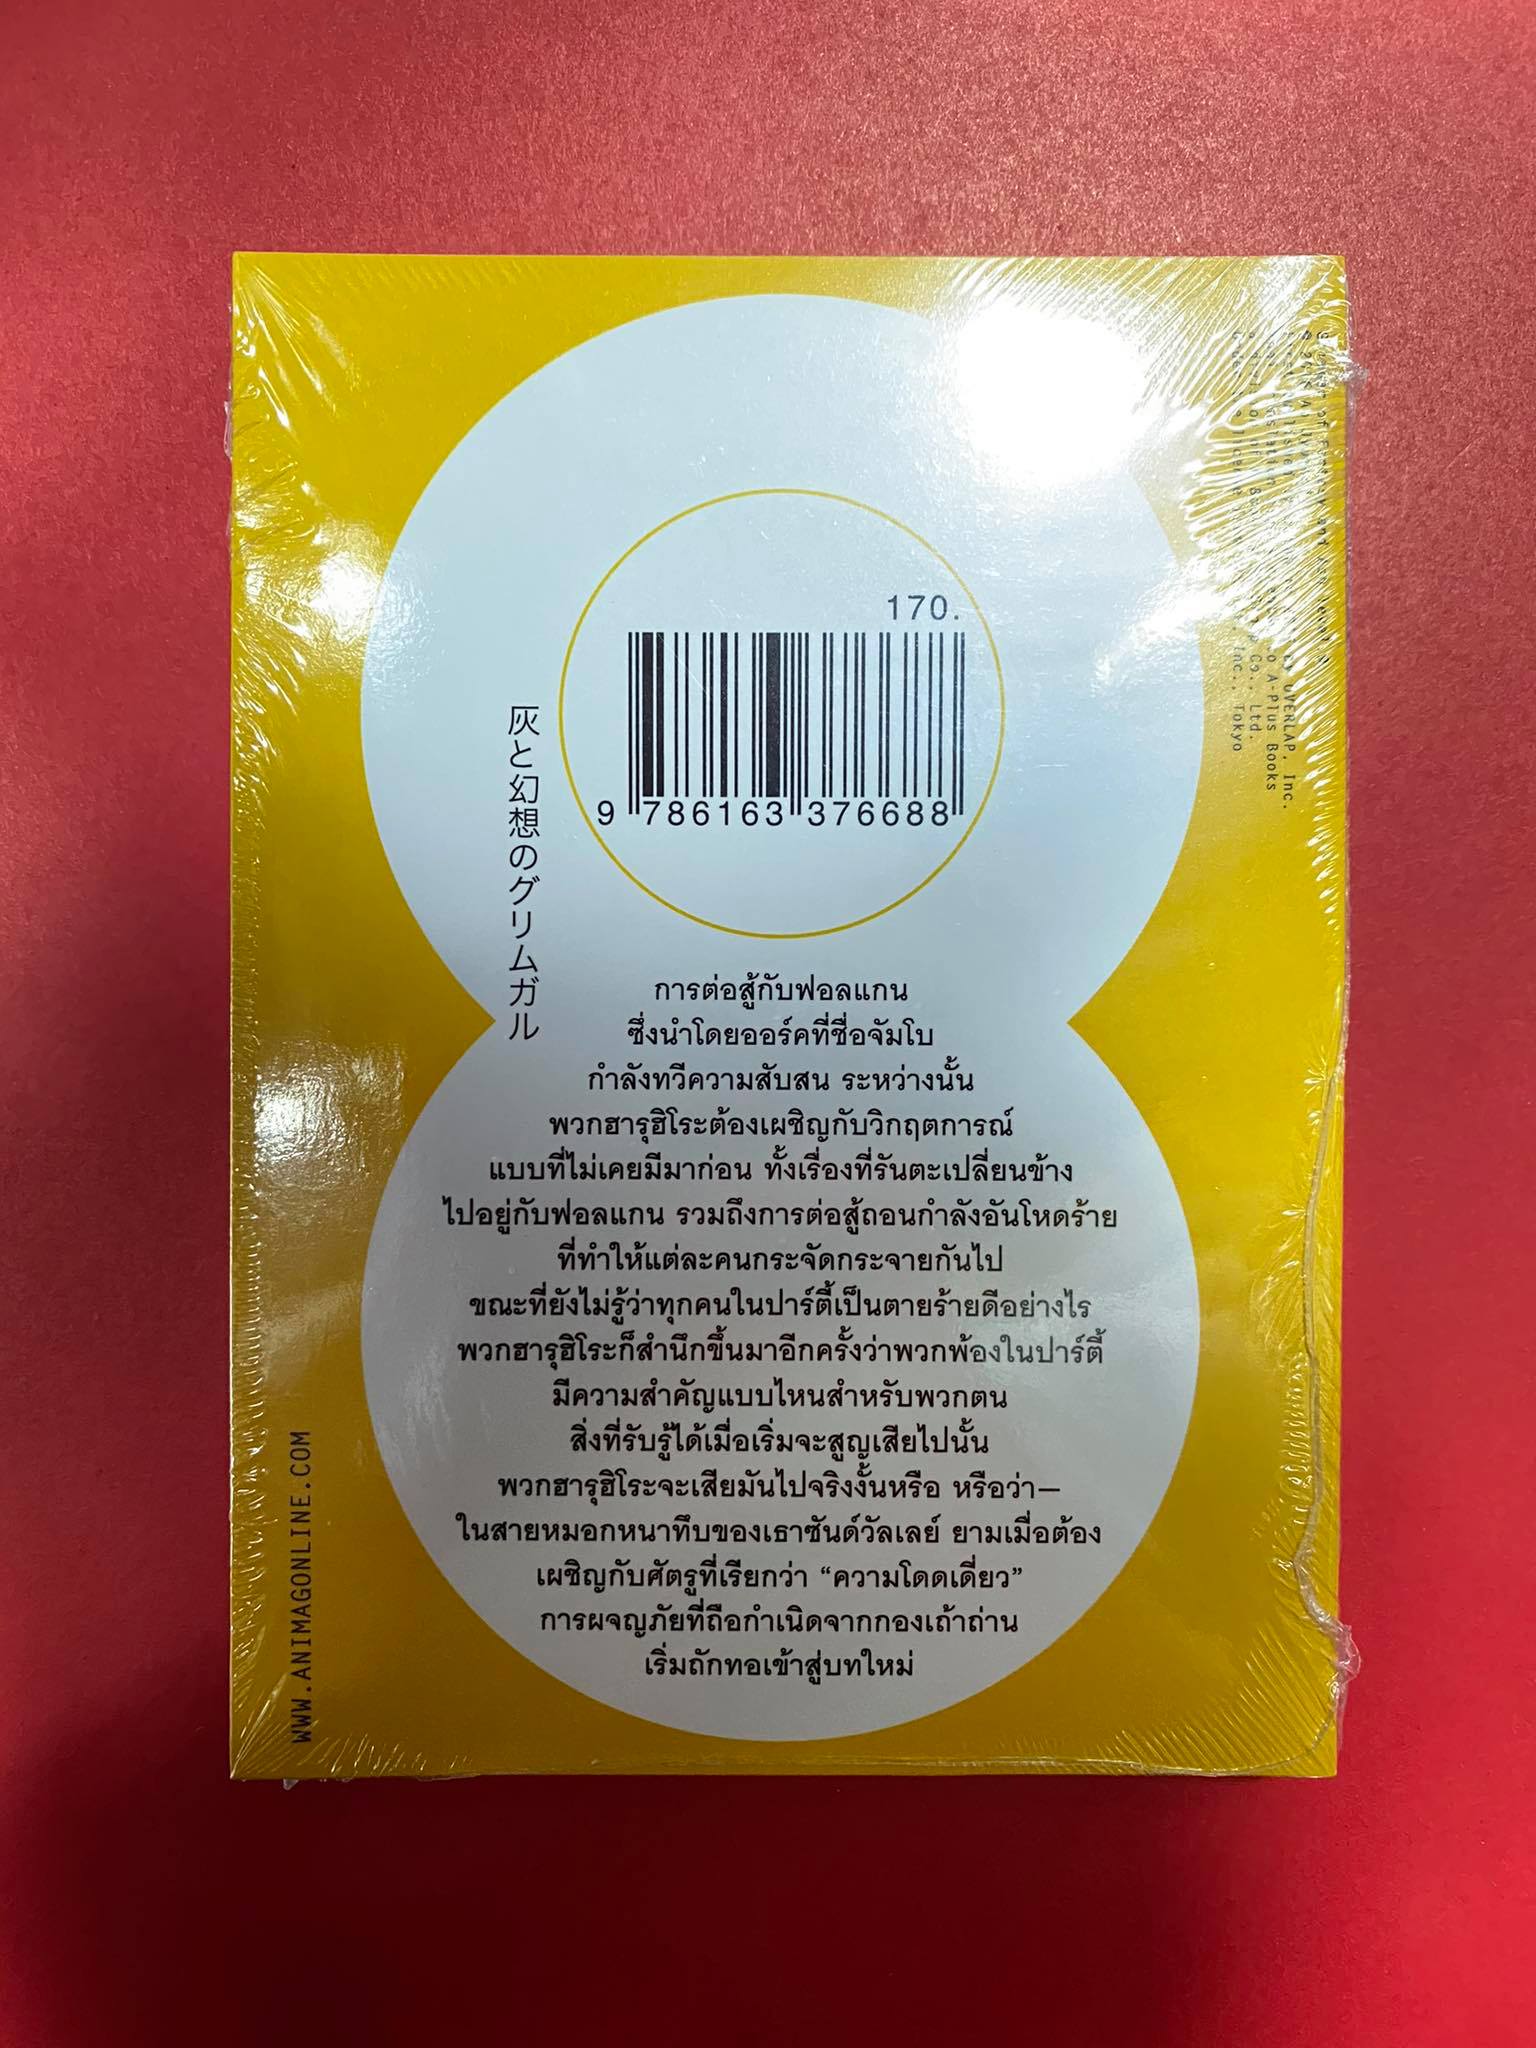 170.
9 786163 376688
灰と幻想のグリムガル
การต่อสู้กับฟอลแกน
ซึ่งนำโดยออร์คที่ชื่อจัมโบ
กำลังทวีความสับสน ระหว่างนั้น
พวกฮารุฮิโระต้องเผชิญกับวิกฤตการณ์
แบบที่ไม่เคยมีมาก่อน ทั้งเรื่องที่รันตะเปลี่ยนข้าง
ไปอยู่กับฟอลแกน รวมถึงการต่อสู้ถอนกำลังอันโหดร้าย
ที่ทำให้แต่ละคนกระจัดกระจายกันไป
ขณะที่ยังไม่รู้ว่าทุกคนในปาร์ตี้เป็นตายร้ายดีอย่างไร
พวกฮารุฮิโระก็สำนึกขึ้นมาอีกครั้งว่าพวกพ้องในปาร์ตี้
มีความสำคัญแบบไหนสำหรับพวกตน
สิ่งที่รับรู้ได้เมื่อเริ่มจะสูญเสียไปนั้น
พวกฮารุฮิโระจะเสียมันไปจริงงั้นหรือ หรือว่า—
ในสายหมอกหนาทึบของเธาซันด์วัลเลย์ ยามเมื่อต้อง
เผชิญกับศัตรูที่เรียกว่า “ความโดดเดี่ยว”
การผจญภัยที่ถือกำเนิดจากกองเถ้าถ่าน
เริ่มถักทอเข้าสู่บทใหม่
WWW.ANIMAGONLINE.COM
of Fantasy and
OVERLAP, Inc.
A-Plus Books
Co., Ltd.
Inc., Tokyo